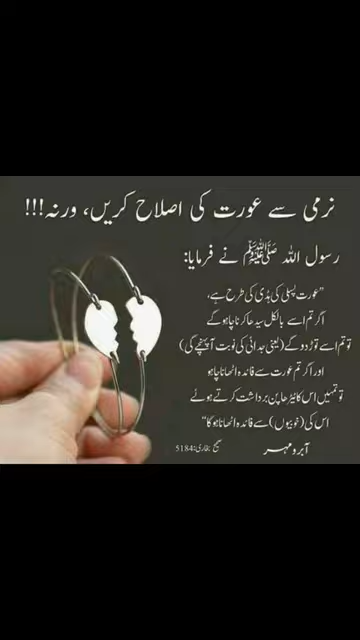 نرمی سے عورت کی اصلاح کریں، ورنہ!!!
رسول اللہ ﷺ نے فرمایا:
"عورت پسلی کی ہڈی کی طرح ہے،
اگر تم اسے بالکل سیدھا کرنا چاہو گے
تو تم اسے توڑ دو گے (یعنی جدائی کی نوبت آ پہنچے گی)
اور اگر تم عورت سے فائدہ اٹھانا چاہو
تو تمہیں اس کا ٹیڑھا پن برداشت کرتے ہوئے
اس کی (خوبیوں) سے فائدہ اٹھانا ہو گا"
آبرو مہر
صحیح بخاری:5184